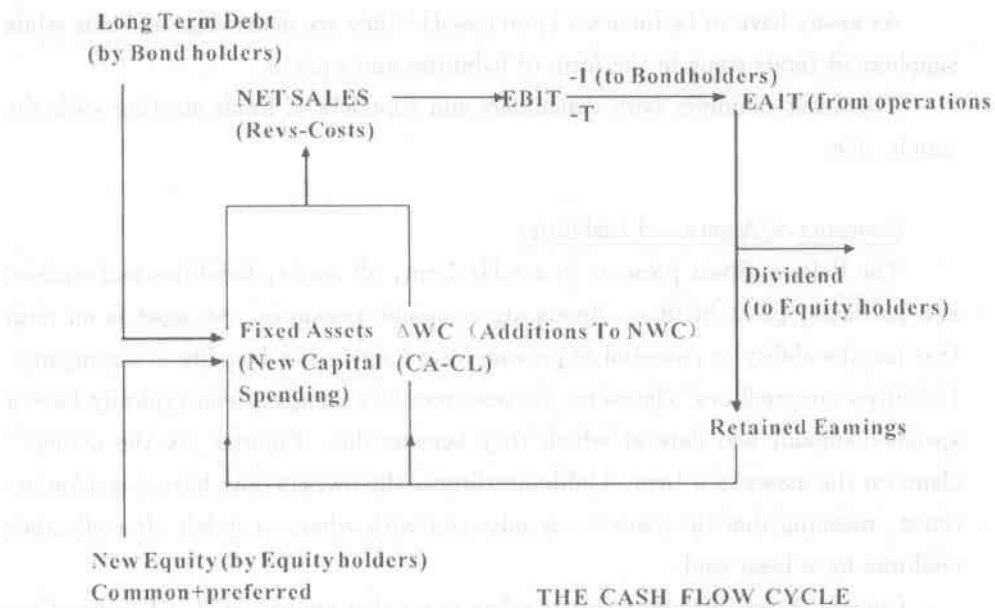 Long Term Debt
(by Bond holders)
NET SALES
(Revs-Costs)
EBIT
-I (to Bondholders)
-T
EAIT (from operations
Dividend
(to Equity holders)
Fixed Assets ΔWC (Additions To NWC)
(New Capital (CA-CL)
Spending)
Retained Eamings
New Equity (by Equity holders)
Common+preferred
THE CASH FLOW CYCLE